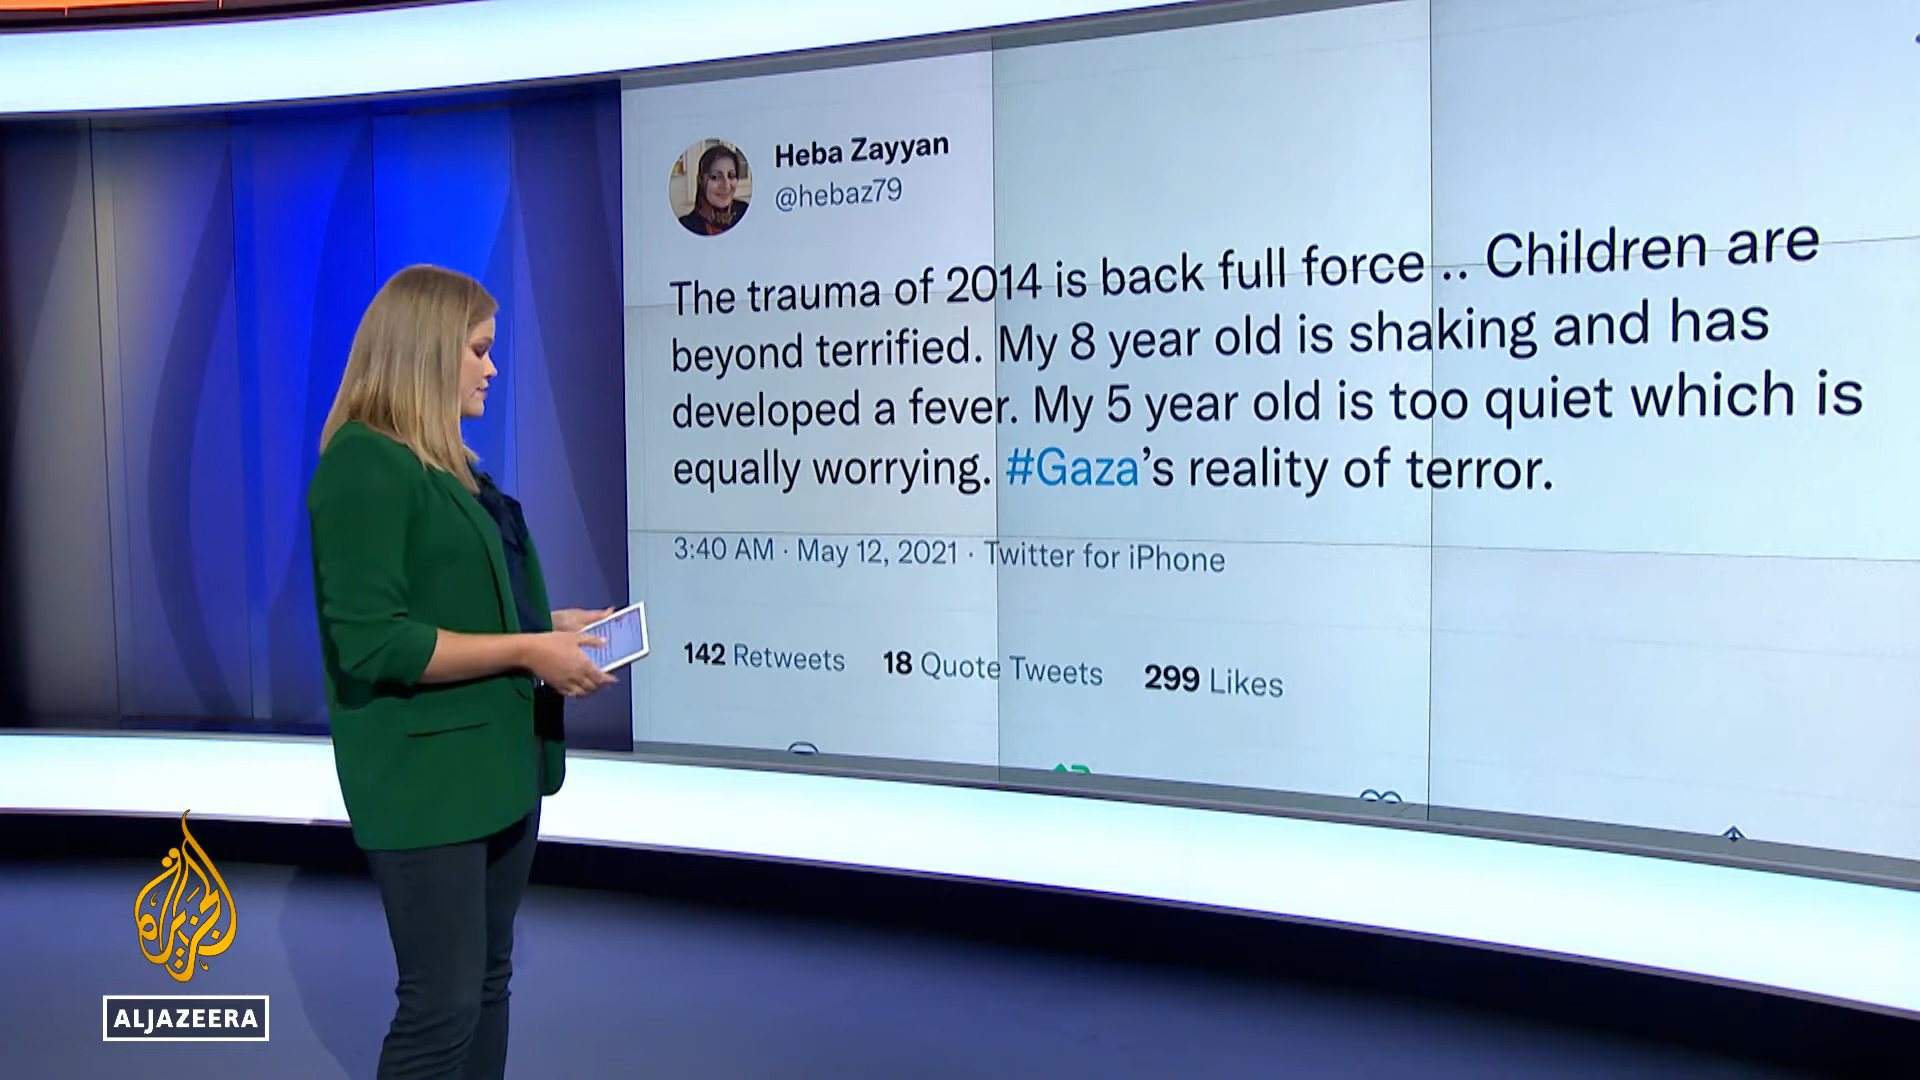 Heba Zayyan
@hebaz79
The trauma of 2014 is back full force .. Children are
beyond terrified. My 8 year old is shaking and has
developed a fever. My 5 year old is too quiet which is
equally worrying. #Gaza’s reality of terror.
3:40 AM · May 12, 2021 · Twitter for iPhone
142 Retweets 18 Quote Tweets 299 Likes
الجزيرة
ALJAZEERA